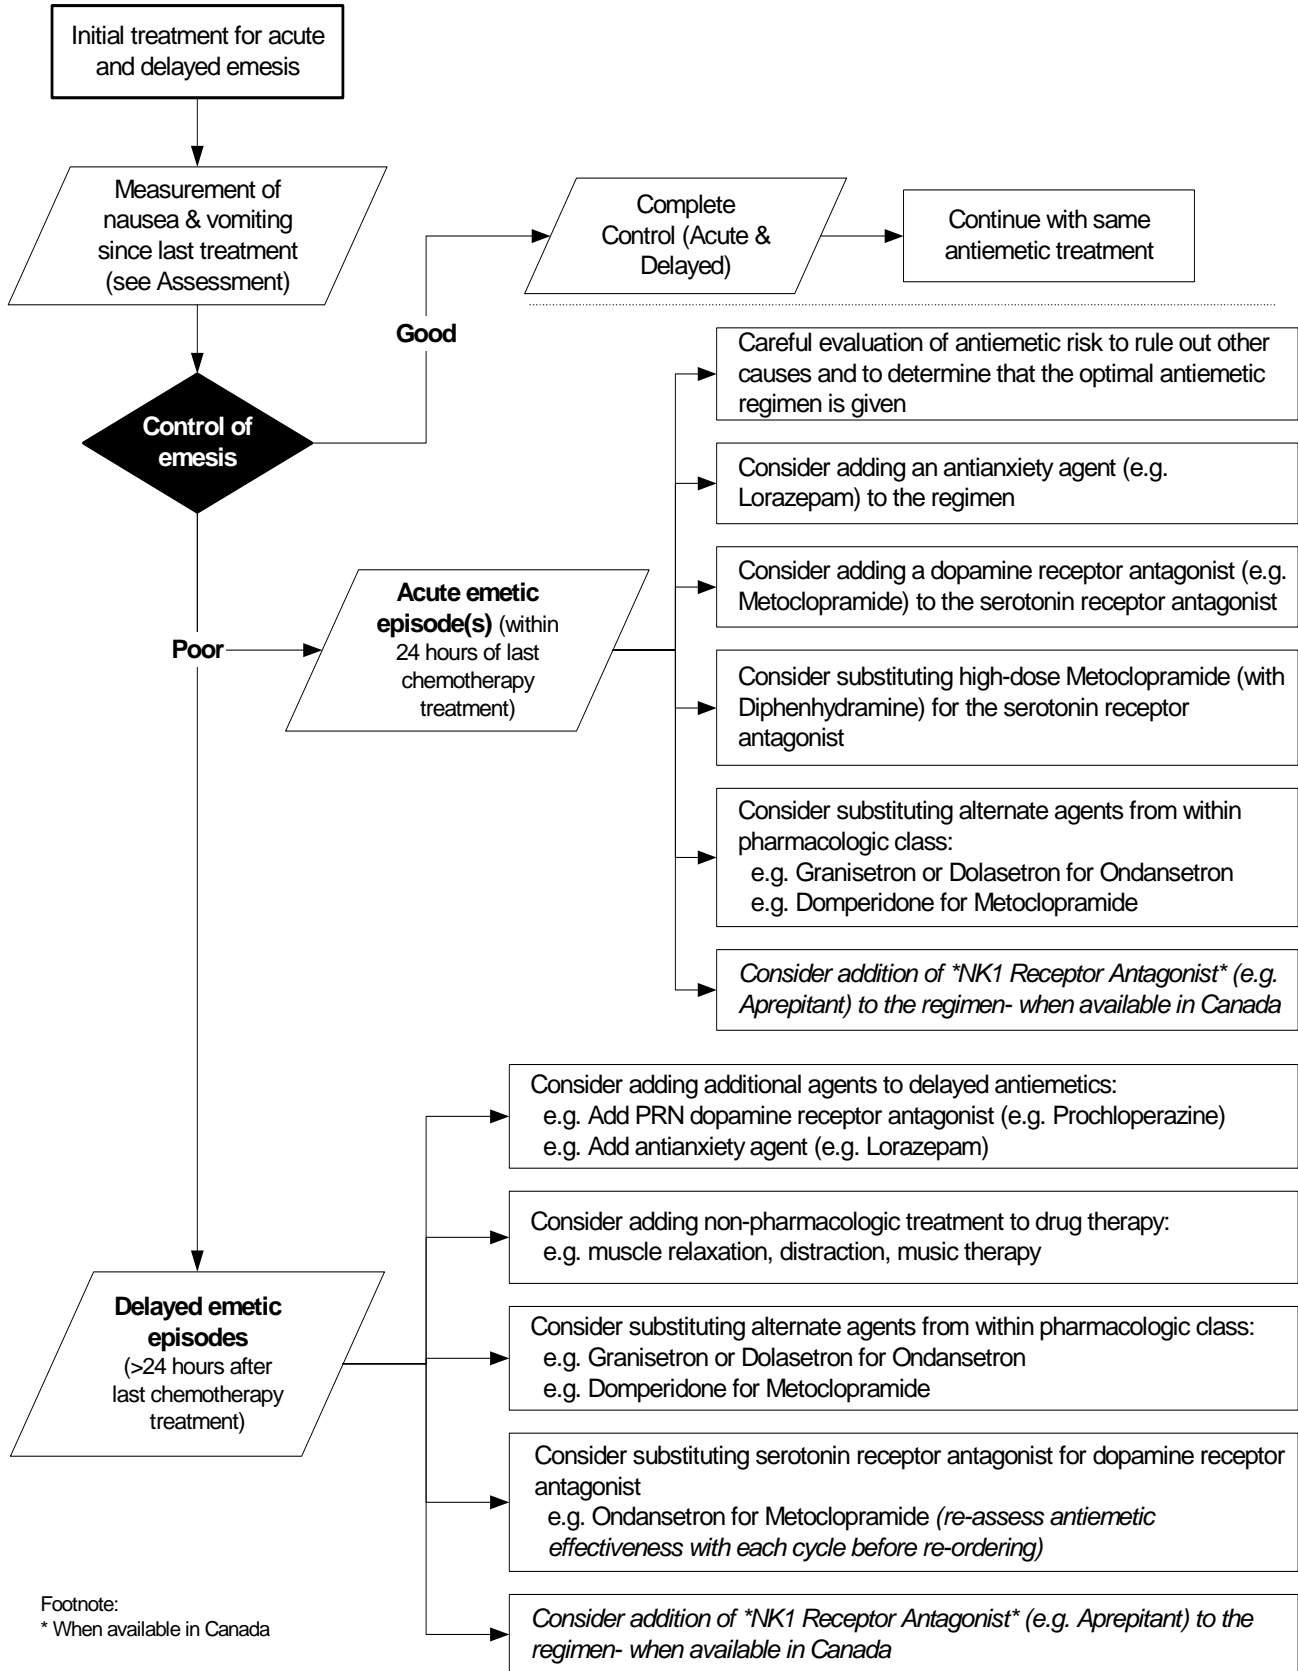 Initial treatment for acute
and delayed emesis
Measurement of
nausea & vomiting
since last treatment
(see Assessment)
Complete
Control (Acute &
Delayed)
Continue with same
antiemetic treatment
Good
Control of
emesis
Careful evaluation of antiemetic risk to rule out other
causes and to determine that the optimal antiemetic
regimen is given
Consider adding an antianxiety agent (e.g.
Lorazepam) to the regimen
Poor
Acute emetic
episode(s) (within
24 hours of last
chemotherapy
treatment)
Consider adding a dopamine receptor antagonist (e.g.
Metoclopramide) to the serotonin receptor antagonist
Consider substituting high-dose Metoclopramide (with
Diphenhydramine) for the serotonin receptor
antagonist
Consider substituting alternate agents from within
pharmacologic class:
e.g. Granisetron or Dolasetron for Ondansetron
e.g. Domperidone for Metoclopramide
Consider addition of *NK1 Receptor Antagonist* (e.g.
Aprepitant) to the regimen- when available in Canada
Delayed emetic
episodes
(>24 hours after
last chemotherapy
treatment)
Consider adding additional agents to delayed antiemetics:
e.g. Add PRN dopamine receptor antagonist (e.g. Prochloperazine)
e.g. Add antianxiety agent (e.g. Lorazepam)
Consider adding non-pharmacologic treatment to drug therapy:
e.g. muscle relaxation, distraction, music therapy
Consider substituting alternate agents from within pharmacologic class:
e.g. Granisetron or Dolasetron for Ondansetron
e.g. Domperidone for Metoclopramide
Consider substituting serotonin receptor antagonist for dopamine receptor
antagonist
e.g. Ondansetron for Metoclopramide (re-assess antiemetic
effectiveness with each cycle before re-ordering)
Consider addition of *NK1 Receptor Antagonist* (e.g. Aprepitant) to the
regimen- when available in Canada
Footnote:
* When available in Canada